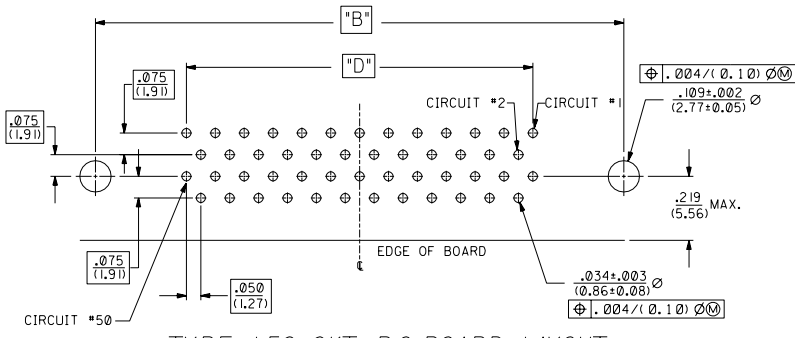 "B"
"D"
.075
(1.91)
.004/(0.10) Ø Ⓜ
.109±.002 Ø
(2.77±0.05)
CIRCUIT #2
CIRCUIT #1
.075
(1.91)
.219 MAX.
(5.56)
EDGE OF BOARD
.075
(1.91)
.050
(1.27)
.034±.003 Ø
(0.86±0.08)
.004/(0.10) Ø Ⓜ
CIRCUIT #50